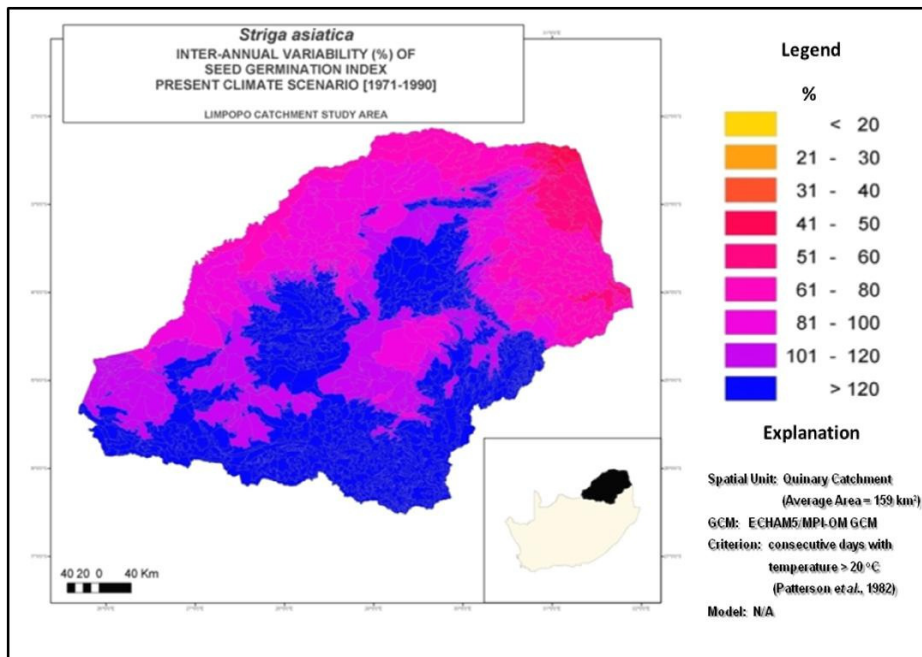 Striga asiatica
INTER-ANNUAL VARIABILITY (%) OF
SEED GERMINATION INDEX
PRESENT CLIMATE SCENARIO [1971-1990]
LIMPOPO CATCHMENT STUDY AREA
40 20 0 40 Km
Legend
%
< 20
21 - 30
31 - 40
41 - 50
51 - 60
61 - 80
81 - 100
101 - 120
> 120
Explanation
Spatial Unit: Quinary Catchment
(Average Area = 159 km²)
GCM: ECHAM5/MPI-OM GCM
Criterion: consecutive days with
temperature > 20 °C
(Patterson et al., 1982)
Model: N/A